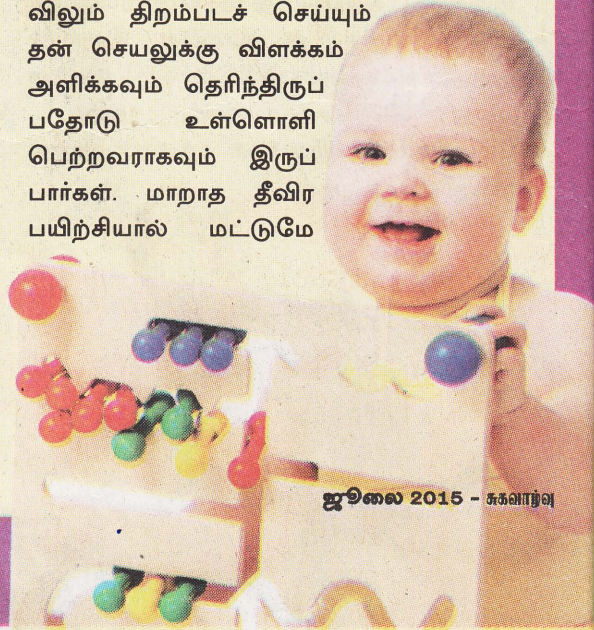 விலும் திறம்படச் செய்யும்
தன் செயலுக்கு விளக்கம்
அளிக்கவும் தெரிந்திருப்
பதோடு உள்ளொளி
பெற்றவராகவும் இருப்
பார்கள். மாறாத தீவிர
பயிற்சியால் மட்டுமே
ஜூலை 2015 - சுகவாழ்வு